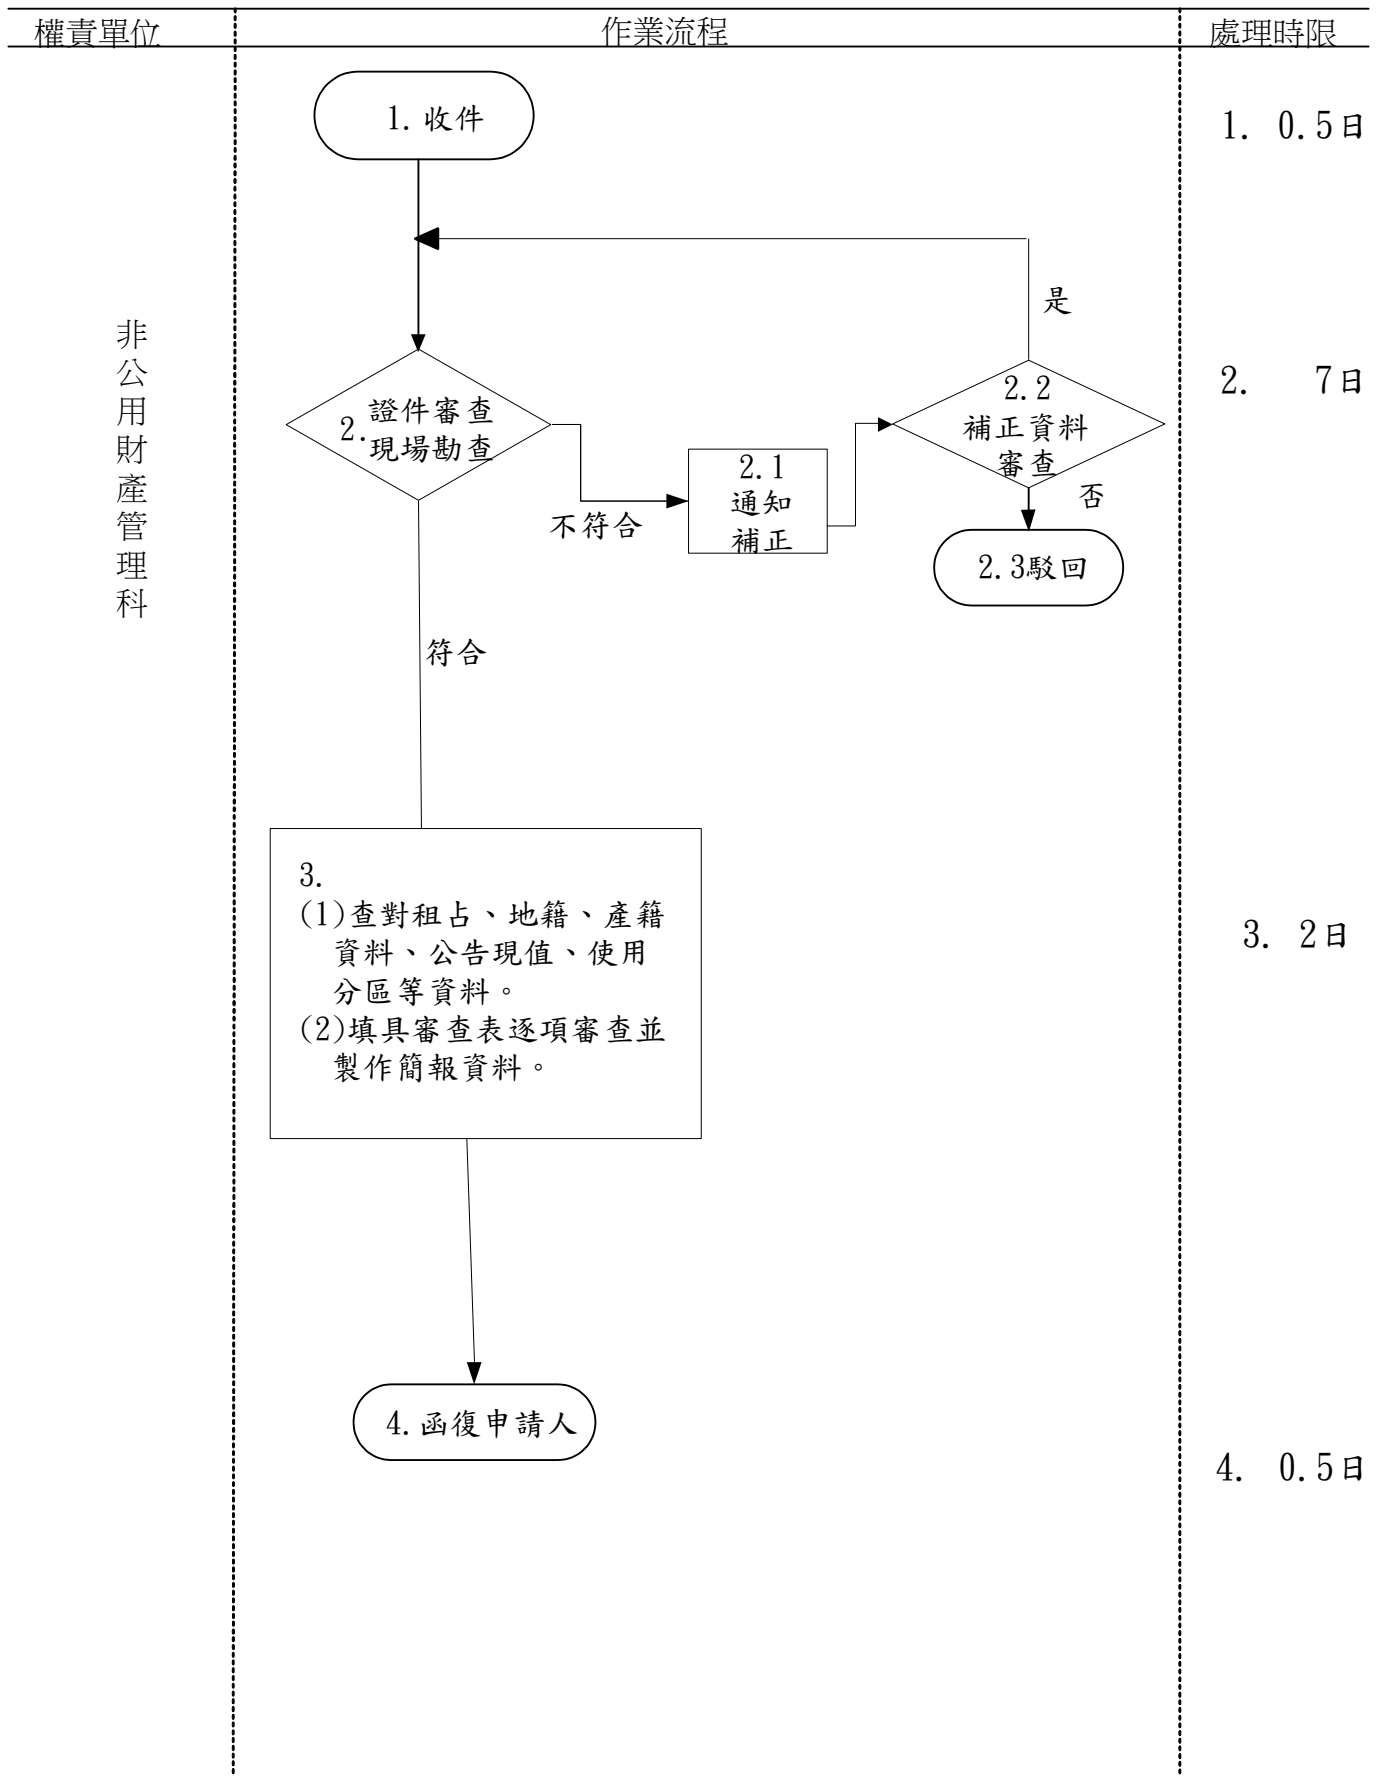 權責單位
作業流程
處理時限
1. 收件
1. 0.5日
是
非公用財產管理科
2. 證件審查
現場勘查
2.2
補正資料
審查
2. 7日
2.1
通知
補正
不符合
否
2.3駁回
符合
3.
(1)查對租占、地籍、產籍
資料、公告現值、使用
分區等資料。
(2)填具審查表逐項審查並
製作簡報資料。
3. 2日
4. 函復申請人
4. 0.5日